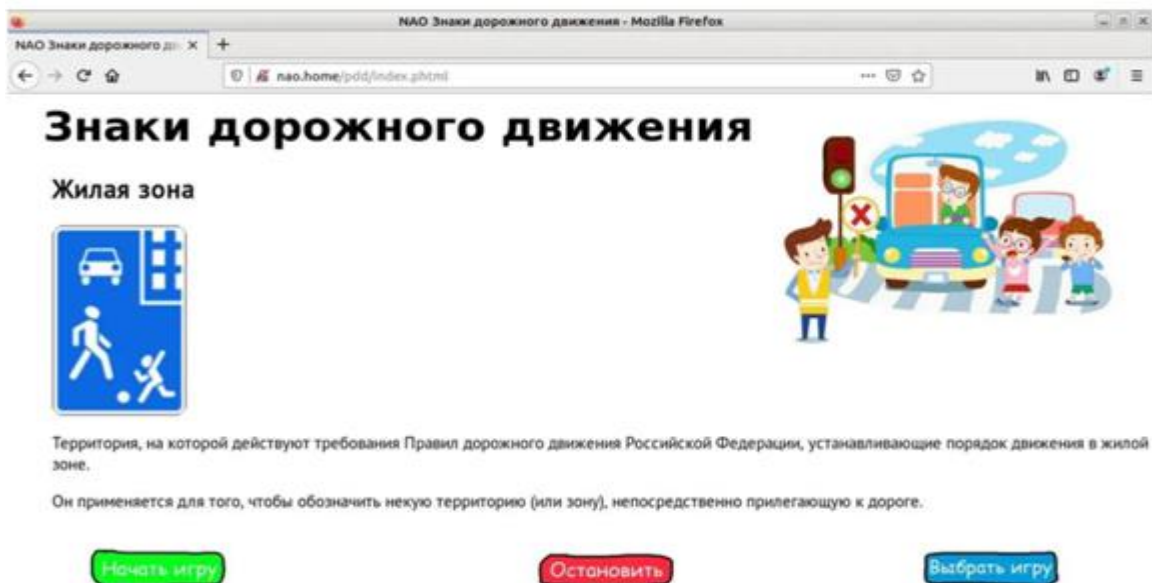 NAO Знаки дорожного движения - Mozilla Firefox
NAO Знаки дорожного дв
nao.home/pdd/index.phtml
Знаки дорожного движения
Жилая зона
Территория, на которой действуют требования Правил дорожного движения Российской Федерации, устанавливающие порядок движения в жилой
зоне.
Он применяется для того, чтобы обозначить некую территорию (или зону), непосредственно прилегающую к дороге.
Начать игру Остановить Выбрать игру